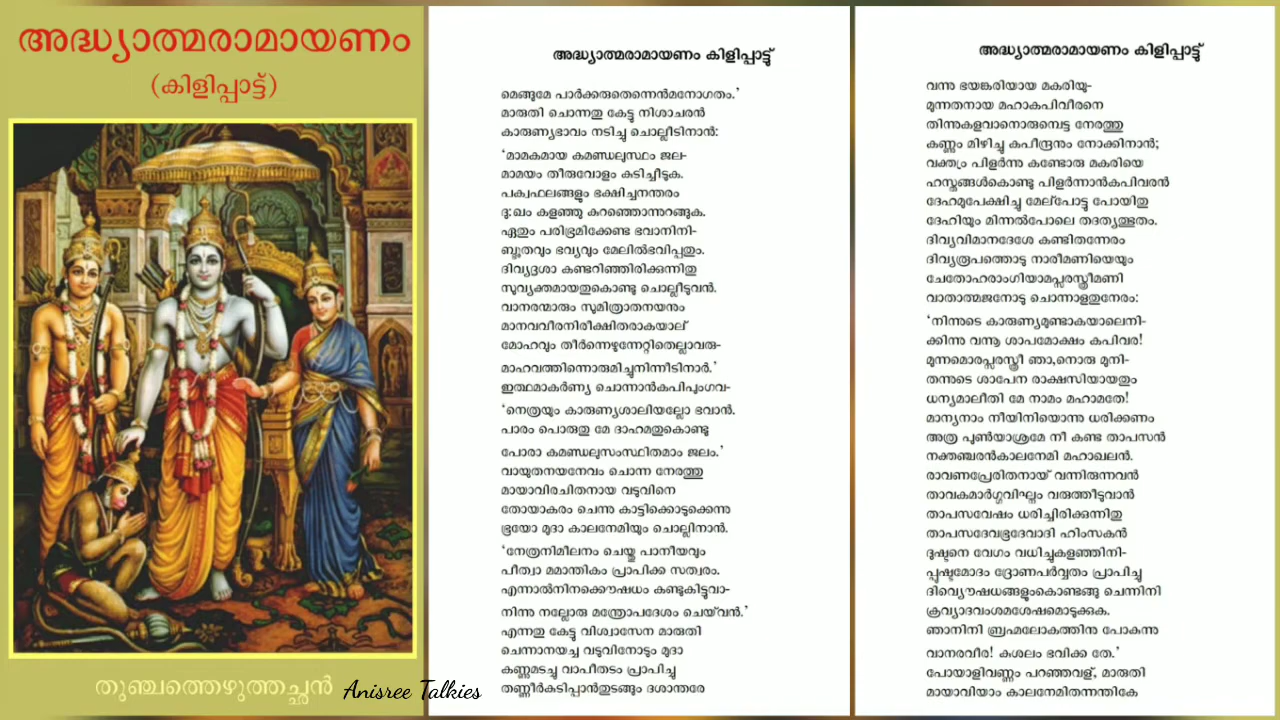 അദ്ധ്യാത്മരാമായണം
(കിളിപ്പാട്ട്)
തുഞ്ചത്തെഴുത്തച്ഛൻ
Anisree Talkies
അദ്ധ്യാത്മരാമായണം കിളിപ്പാട്ട്
മെങ്ങുമേ പാർക്കരുതെന്നെൻമനോഗതം.’
മാരുതി ചൊന്നതു കേട്ടു നിശാചരൻ
കാരുണ്യഭാവം നടിച്ചു ചൊല്ലീടിനാൻ:
‘മാമകമായ കമണ്ഡലുസ്ഥം ജല-
മാമയം തീരുവോളം കുടിച്ചീടുക.
പക്വഫലങ്ങളും ഭക്ഷിച്ചനന്തരം
ദു:ഖം കളഞ്ഞു കുറഞ്ഞൊന്നുറങ്ങുക.
ഏതും പരിഭ്രമിക്കേണ്ട ഭവാനിനി-
ബ്ഭൂതവും ഭവ്യവും മേലിൽഭവിപ്പതും.
ദിവ്യദൃശാ കണ്ടറിഞ്ഞിരിക്കുന്നിതു
സുവ്യക്തമായതുകൊണ്ടു ചൊല്ലീടുവൻ.
വാനരന്മാരും സുമിത്രാതനയനും
മാനവവീരനിരീക്ഷിതരാകയാല്
മോഹവും തീർന്നെഴുന്നേറ്റിതെല്ലാവരു-
മാഹവത്തിന്നൊരുമിച്ചുനിന്നീടിനാർ.’
ഇത്ഥമാകർണ്യ ചൊന്നാൻകപിപുംഗവ-
‘നെത്രയും കാരുണ്യശാലിയല്ലോ ഭവാൻ.
പാരം പൊരുതു മേ ദാഹമതുകൊണ്ടു
പോരാ കമണ്ഡലുസംസ്ഥിതമാം ജലം.’
വായുതനയനേവം ചൊന്ന നേരത്തു
മായാവിരചിതനായ വടുവിനെ
തോയാകരം ചെന്നു കാട്ടിക്കൊടുക്കെന്നു
ഭൂയോ മുദാ കാലനേമിയും ചൊല്ലിനാൻ.
‘നേത്രനിമീലനം ചെയ്തു പാനീയവും
പീത്വാ മമാന്തികം പ്രാപിക്ക സത്വരം.
എന്നാൽനിനക്കൌഷധം കണ്ടുകിട്ടുവാ-
നിന്നു നല്ലോരു മന്ത്രോപദേശം ചെയ്‌വൻ.’
എന്നതു കേട്ടു വിശ്വാസേന മാരുതി
ചെന്നാനയച്ച വടുവിനോടും മുദാ
കണ്ണുമടച്ചു വാപീതടം പ്രാപിച്ചു
തണ്ണീർകുടിപ്പാൻതുടങ്ങും ദശാന്തരേ
അദ്ധ്യാത്മരാമായണം കിളിപ്പാട്ട്
വന്നു ഭയങ്കരിയായ മകരിയു-
മുന്നതനായ മഹാകപിവീരനെ
തിന്നുകളവാനൊരുമ്പെട്ട നേരത്തു
കണ്ണും മിഴിച്ചു കപീന്ദ്രനും നോക്കിനാൻ;
വക്ത്രം പിളർന്നു കണ്ടോരു മകരിയെ
ഹസ്തങ്ങൾകൊണ്ടു പിളർന്നാൻകപിവരൻ
ദേഹമുപേക്ഷിച്ചു മേല്പോട്ടു പോയിതു
ദേഹിയും മിന്നൽപോലെ തദത്യത്ഭുതം.
ദിവ്യവിമാനദേശേ കണ്ടിതന്നേരം
ദിവ്യരൂപത്തൊടു നാരീമണിയെയും
ചേതോഹരാംഗിയാമപ്സരസ്ത്രീമണി
വാതാത്മജനോടു ചൊന്നാളതുനേരം:
‘നിന്നുടെ കാരുണ്യമുണ്ടാകയാലെനി-
ക്കിന്നു വന്നൂ ശാപമോക്ഷം കപിവര!
മുന്നമൊരപ്സരസ്ത്രീ ഞാ,നൊരു മുനി-
തന്നുടെ ശാപേന രാക്ഷസിയായതും
ധന്യമാലീതി മേ നാമം മഹാമതേ!
മാന്യനാം നീയിനിയൊന്നു ധരിക്കണം
അത്ര പുണ്യാശ്രമേ നീ കണ്ട താപസൻ
നക്തഞ്ചരൻകാലനേമി മഹാഖലൻ.
രാവണപ്രേരിതനായ് വന്നിരുന്നവൻ
താവകമാർഗ്ഗവിഘ്നം വരുത്തീടുവാൻ
താപസവേഷം ധരിച്ചിരിക്കുന്നിതു
താപസദേവഭൂദേവാദി ഹിംസകൻ
ദുഷ്ടനെ വേഗം വധിച്ചുകളഞ്ഞിനി-
പ്പുഷ്ടമോദം ദ്രോണപർവ്വതം പ്രാപിച്ചു
ദിവ്യൌഷധങ്ങളുംകൊണ്ടങ്ങു ചെന്നിനി
ക്രവ്യാദവംശമശേഷമൊടുക്കുക.
ഞാനിനി ബ്രഹ്മലോകത്തിനു പോകുന്നു
വാനരവീര! കുശലം ഭവിക്ക തേ.’
പോയാളിവണ്ണം പറഞ്ഞവള്, മാരുതി
മായാവിയാം കാലനേമിതന്നന്തികേ